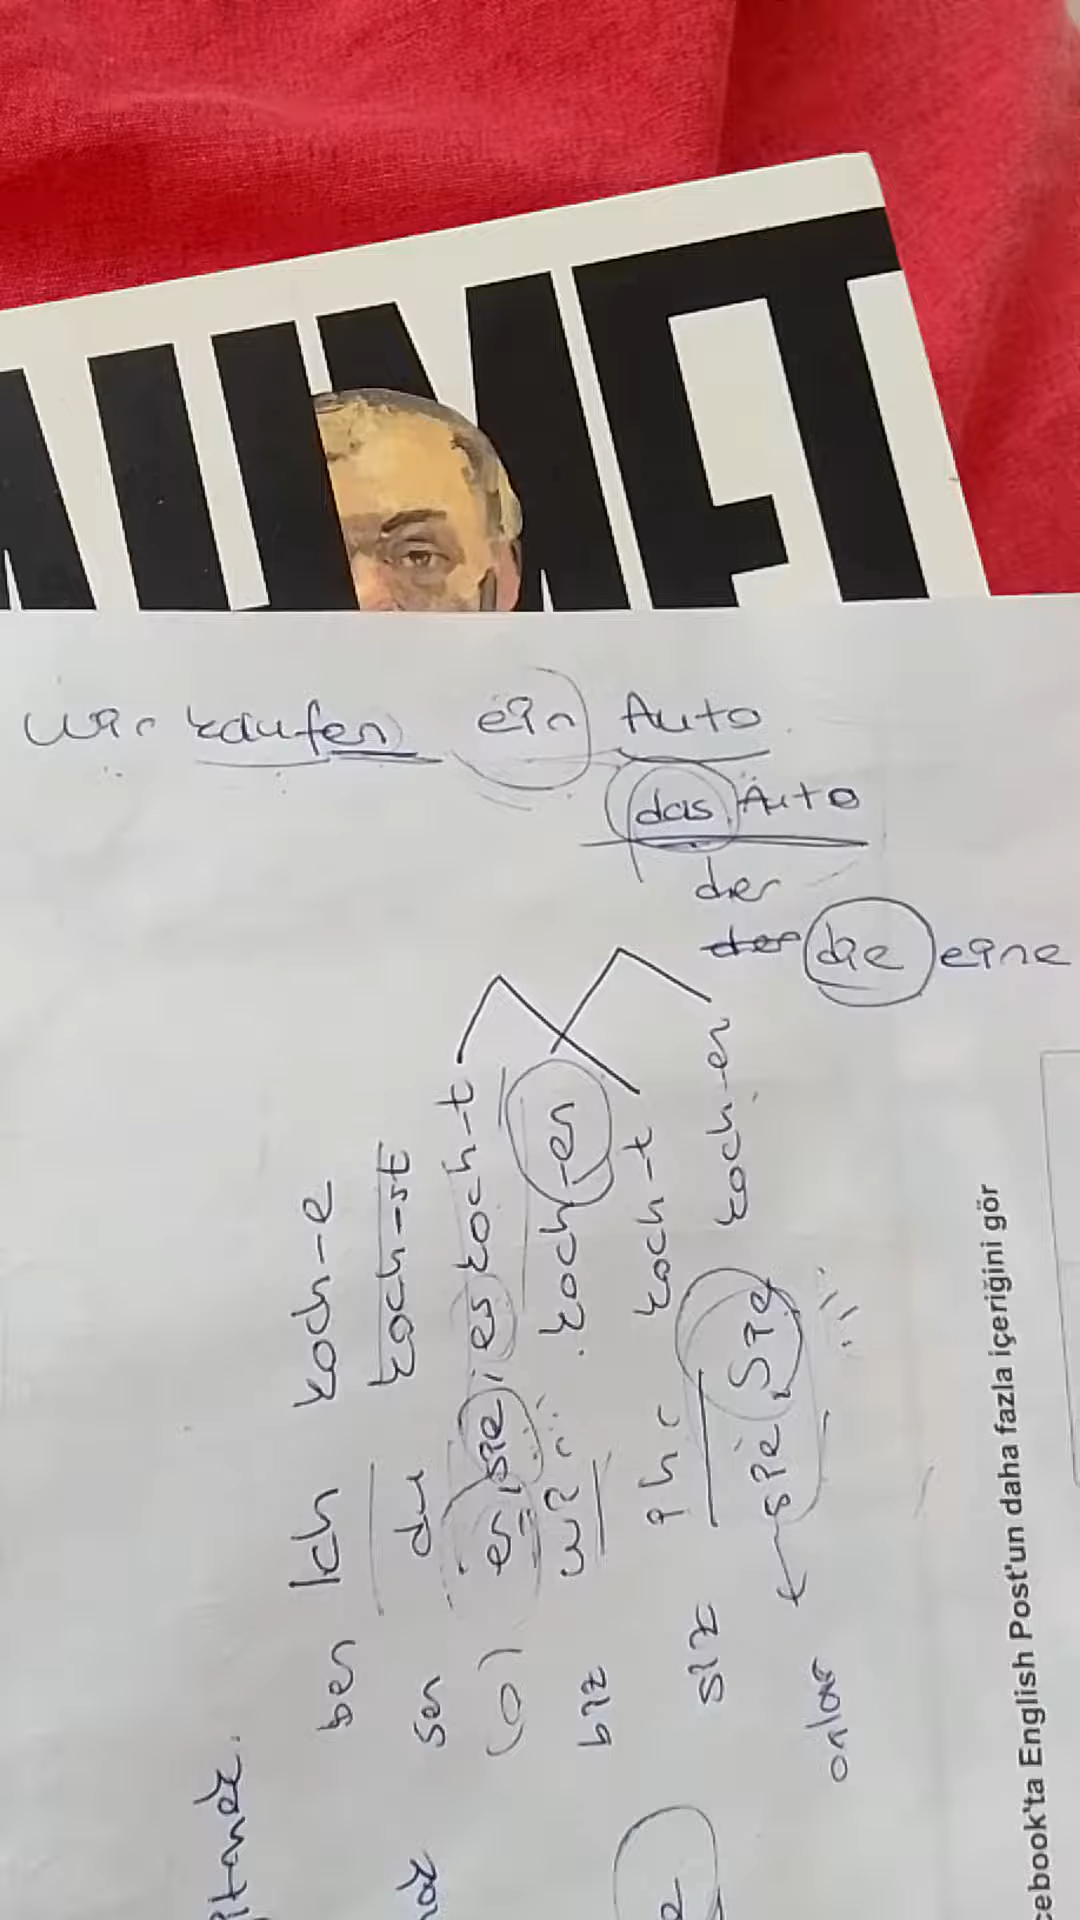 Wir kaufen ein Auto
das Auto
der
der die eine
ben Ich koch-e
sen du koch-st
(o) er, sie, es koch-t
biz wir koch-en
siz ihr koch-t
onlar sie, Sie koch-en
cebook'ta English Post'un daha fazla içeriğini gör